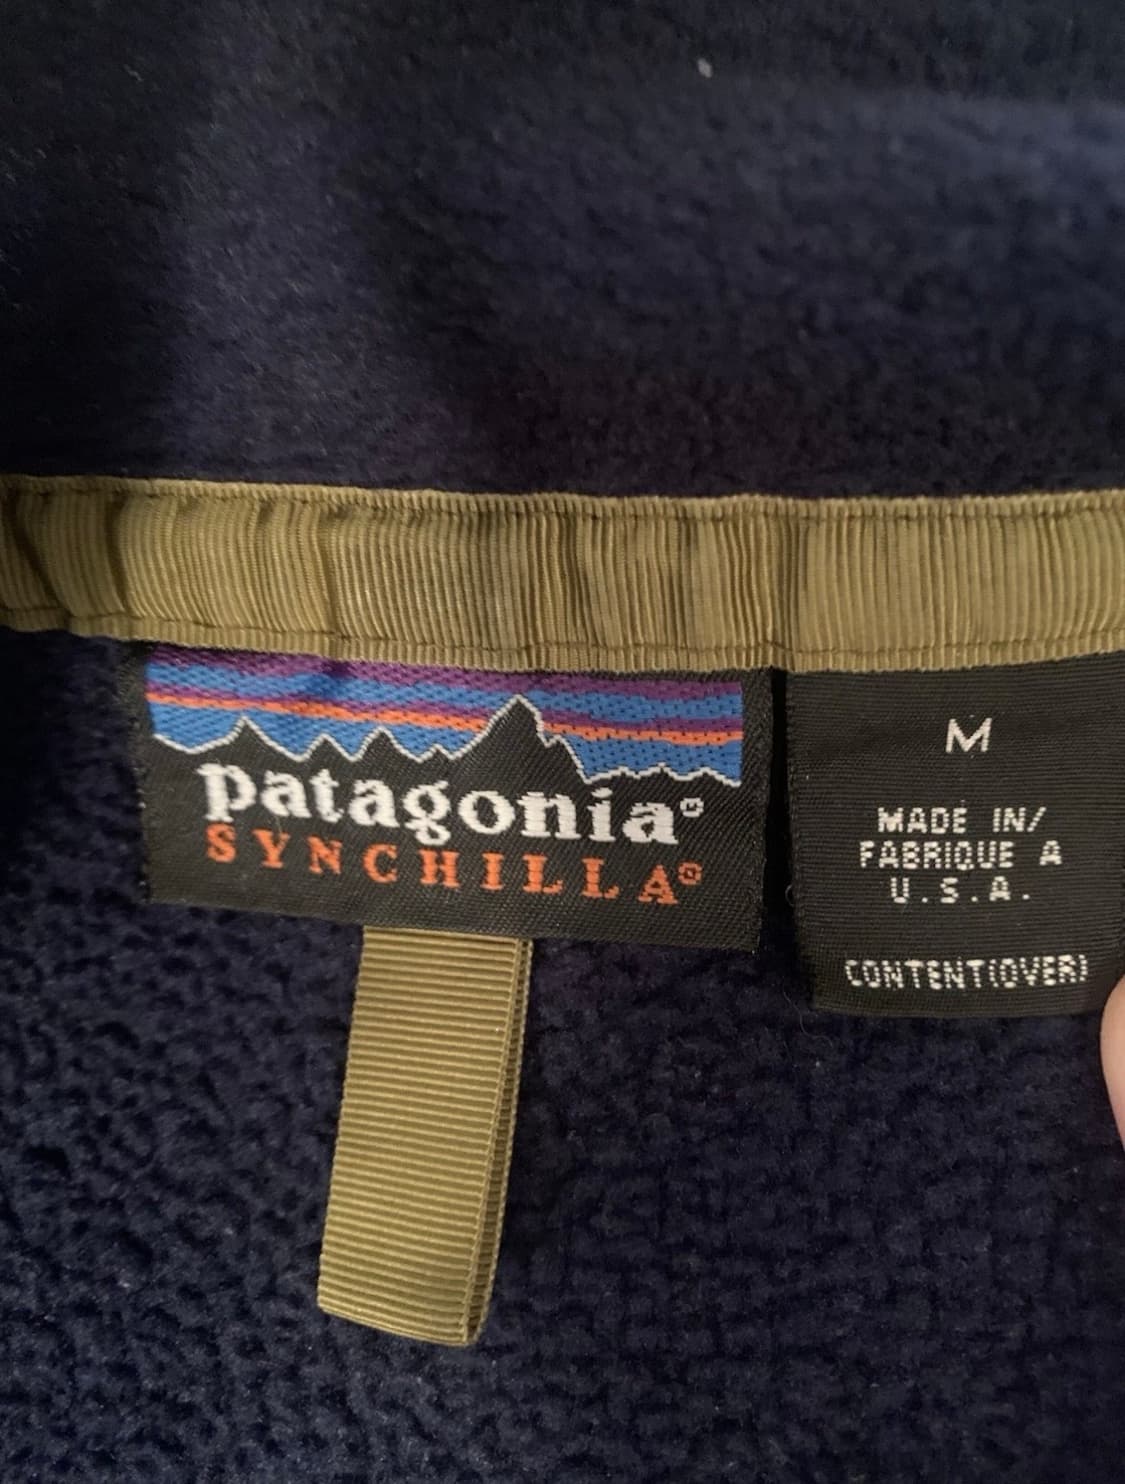 patagonia®
SYNCHILLA®
M
MADE IN/
FABRIQUE A
U.S.A.
CONTENT(OVER)